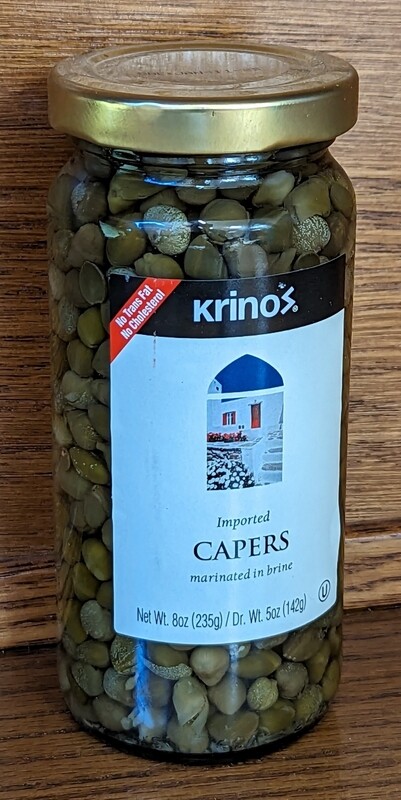 No Trans Fat
No Cholesterol
KRINOS®
Imported
CAPERS
marinated in brine
Net Wt. 8oz (235g) / Dr. Wt. 5oz (142g)
U